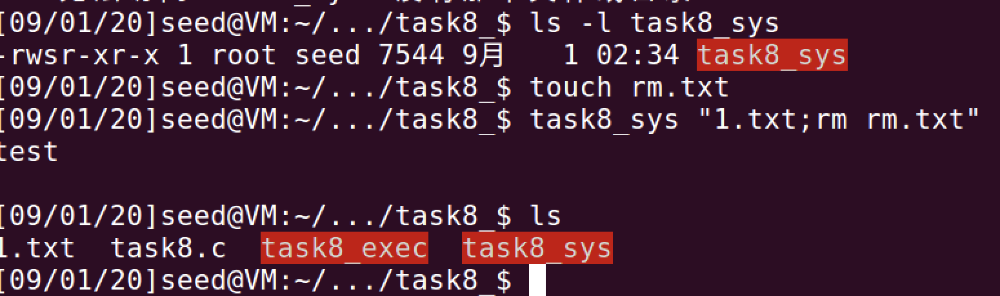 [09/01/20]seed@VM:~/.../task8_$ ls -l task8_sys
-rwsr-xr-x 1 root seed 7544 9月   1 02:34 task8_sys
[09/01/20]seed@VM:~/.../task8_$ touch rm.txt
[09/01/20]seed@VM:~/.../task8_$ task8_sys "1.txt;rm rm.txt"
test
[09/01/20]seed@VM:~/.../task8_$ ls
1.txt  task8.c  task8_exec  task8_sys
[09/01/20]seed@VM:~/.../task8_$